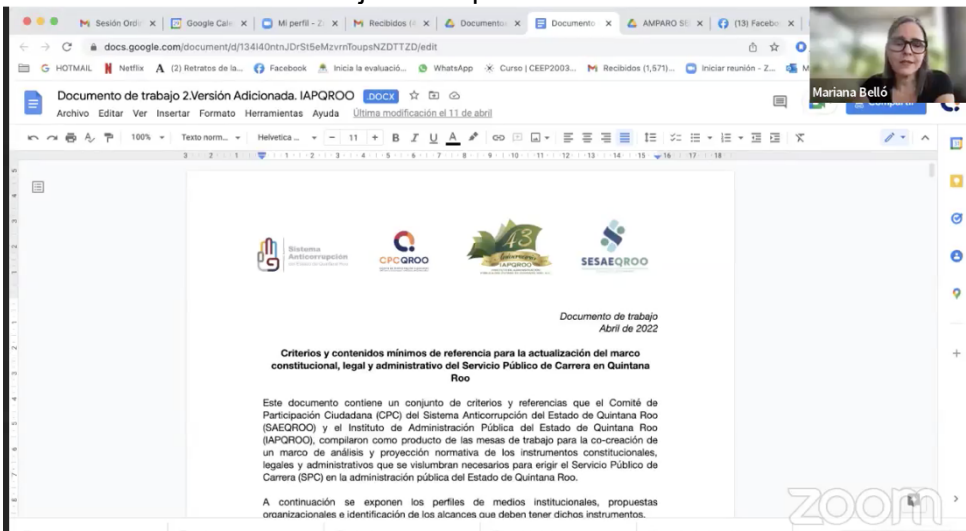 Sesión Ordi
Google Cale
Mi perfil - Z
Recibidos (
Documentos
Documento
AMPARO SE
(13) Facebo
docs.google.com/document/d/134I40ntnJDrSt5eMzvrnToupsNZDTTZD/edit
HOTMAIL Netflix (2) Retratos de la... Facebook Inicia la evaluació... WhatsApp Curso | CEEP2003... Recibidos (1,571)... Iniciar reunión - Z...
Mariana Belló
Documento de trabajo 2.Versión Adicionada. IAPQROO .DOCX
Compartir
Archivo Editar Ver Insertar Formato Herramientas Ayuda Última modificación el 11 de abril
100% Texto norm... Helvetica ... 11
Sistema
Anticorrupción
CPCQROO
43
Aniversario
IAPQROO
SESAEQROO
Documento de trabajo
Abril de 2022
Criterios y contenidos mínimos de referencia para la actualización del marco
constitucional, legal y administrativo del Servicio Público de Carrera en Quintana
Roo
Este documento contiene un conjunto de criterios y referencias que el Comité de
Participación Ciudadana (CPC) del Sistema Anticorrupción del Estado de Quintana Roo
(SAEQROO) y el Instituto de Administración Pública del Estado de Quintana Roo
(IAPQROO), compilaron como producto de las mesas de trabajo para la co-creación de
un marco de análisis y proyección normativa de los instrumentos constitucionales,
legales y administrativos que se vislumbran necesarios para erigir el Servicio Público de
Carrera (SPC) en la administración pública del Estado de Quintana Roo.
A continuación se exponen los perfiles de medios institucionales, propuestas
organizacionales e identificación de los alcances que deben tener dichos instrumentos.
zoom